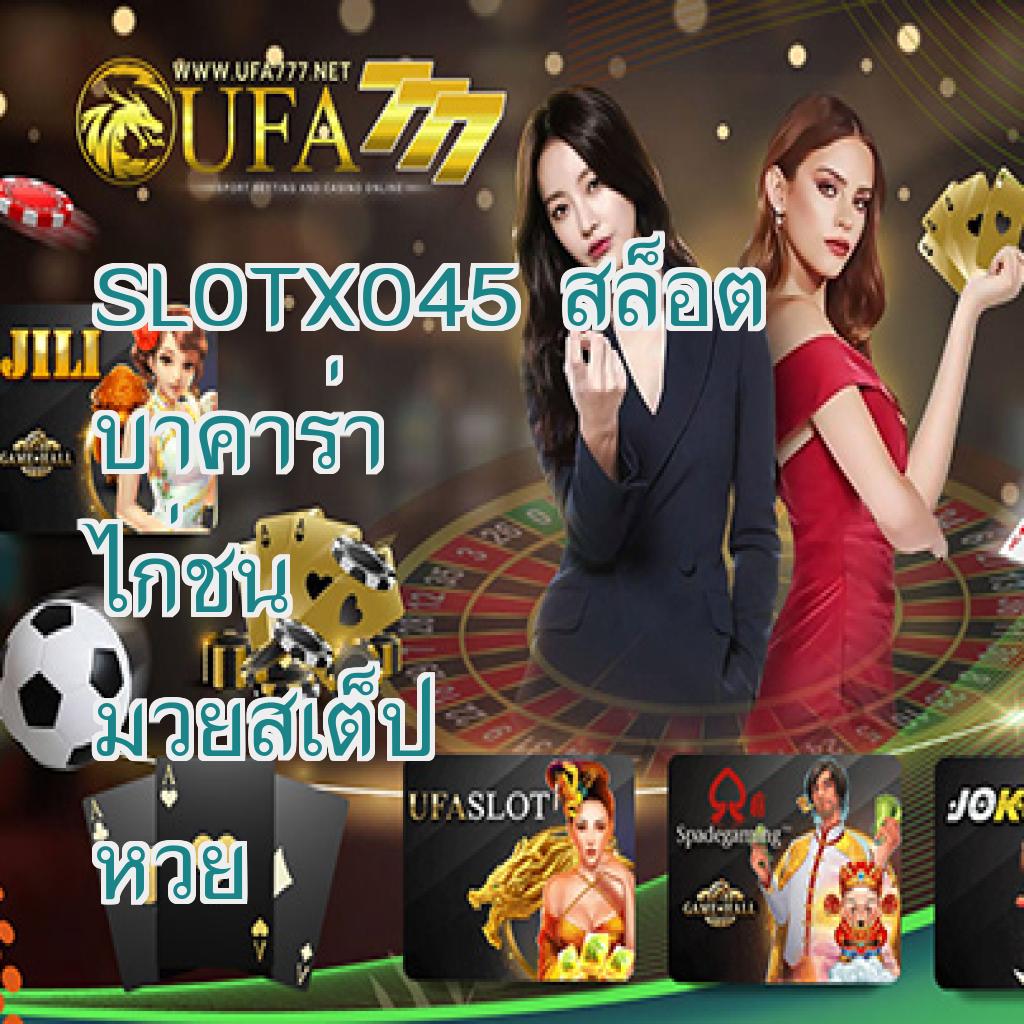 WWW.UFA777.NET
UFA777
SPORT BETTING AND CASINO ONLINE
SLOTXO45 สล็อต
JILI
บาคาร่า
GAME HALL
ไก่ชน
มวยสเต็ป
UFASLOT
Spadegaming
JOK
หวย
GAME HALL